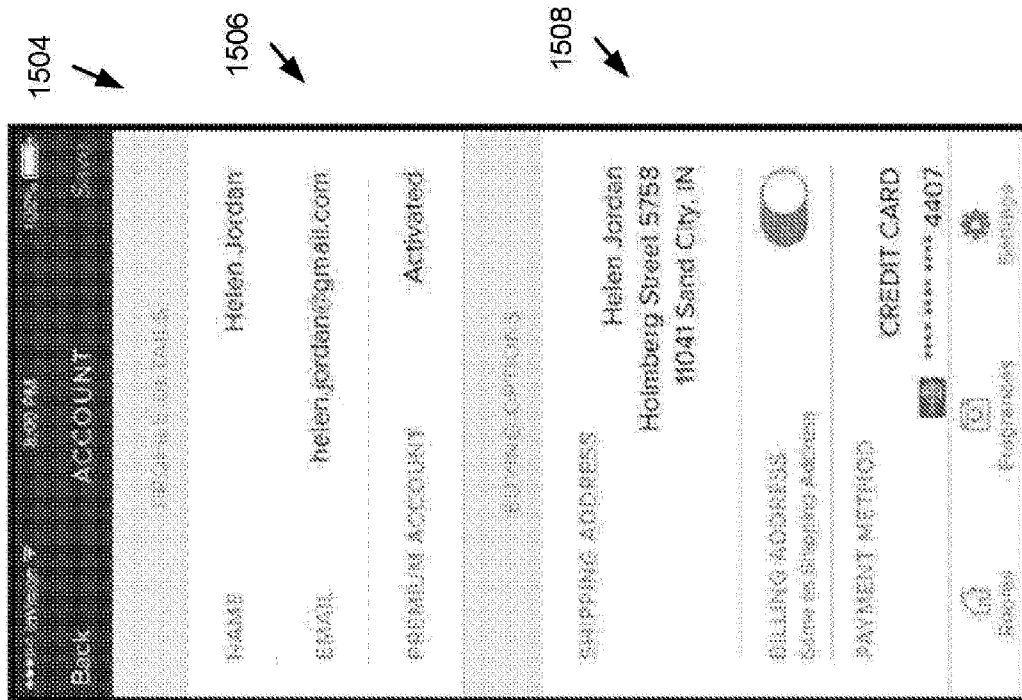 1504
1506
1508
Back ACCOUNT
NAME Helen Jordan
EMAIL helen.jordan@gmail.com
PREMIUM ACCOUNT Activated
SHIPPING ADDRESS Helen Jordan
Holmberg Street 5758
11041 Sand City, IN
BILLING ADDRESS
Same as Shipping Address
PAYMENT METHOD CREDIT CARD
**** **** **** 4407